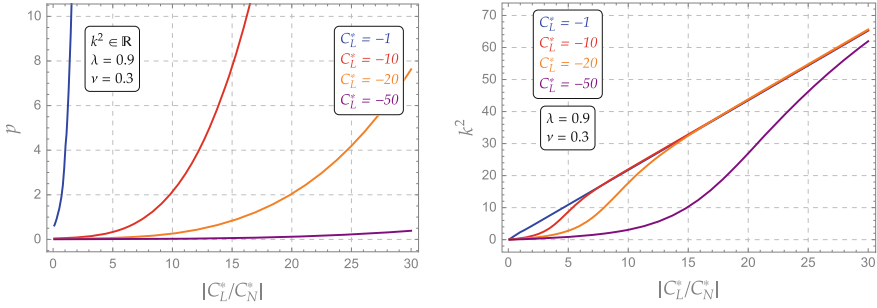 10
8
6
4
2
0
p
k² ∈ ℝ
λ = 0.9
ν = 0.3
C*_L = −1
C*_L = −10
C*_L = −20
C*_L = −50
0 5 10 15 20 25 30
|C*_L/C*_N|
70
60
50
40
30
20
10
0
k²
C*_L = −1
C*_L = −10
C*_L = −20
C*_L = −50
λ = 0.9
ν = 0.3
0 5 10 15 20 25 30
|C*_L/C*_N|